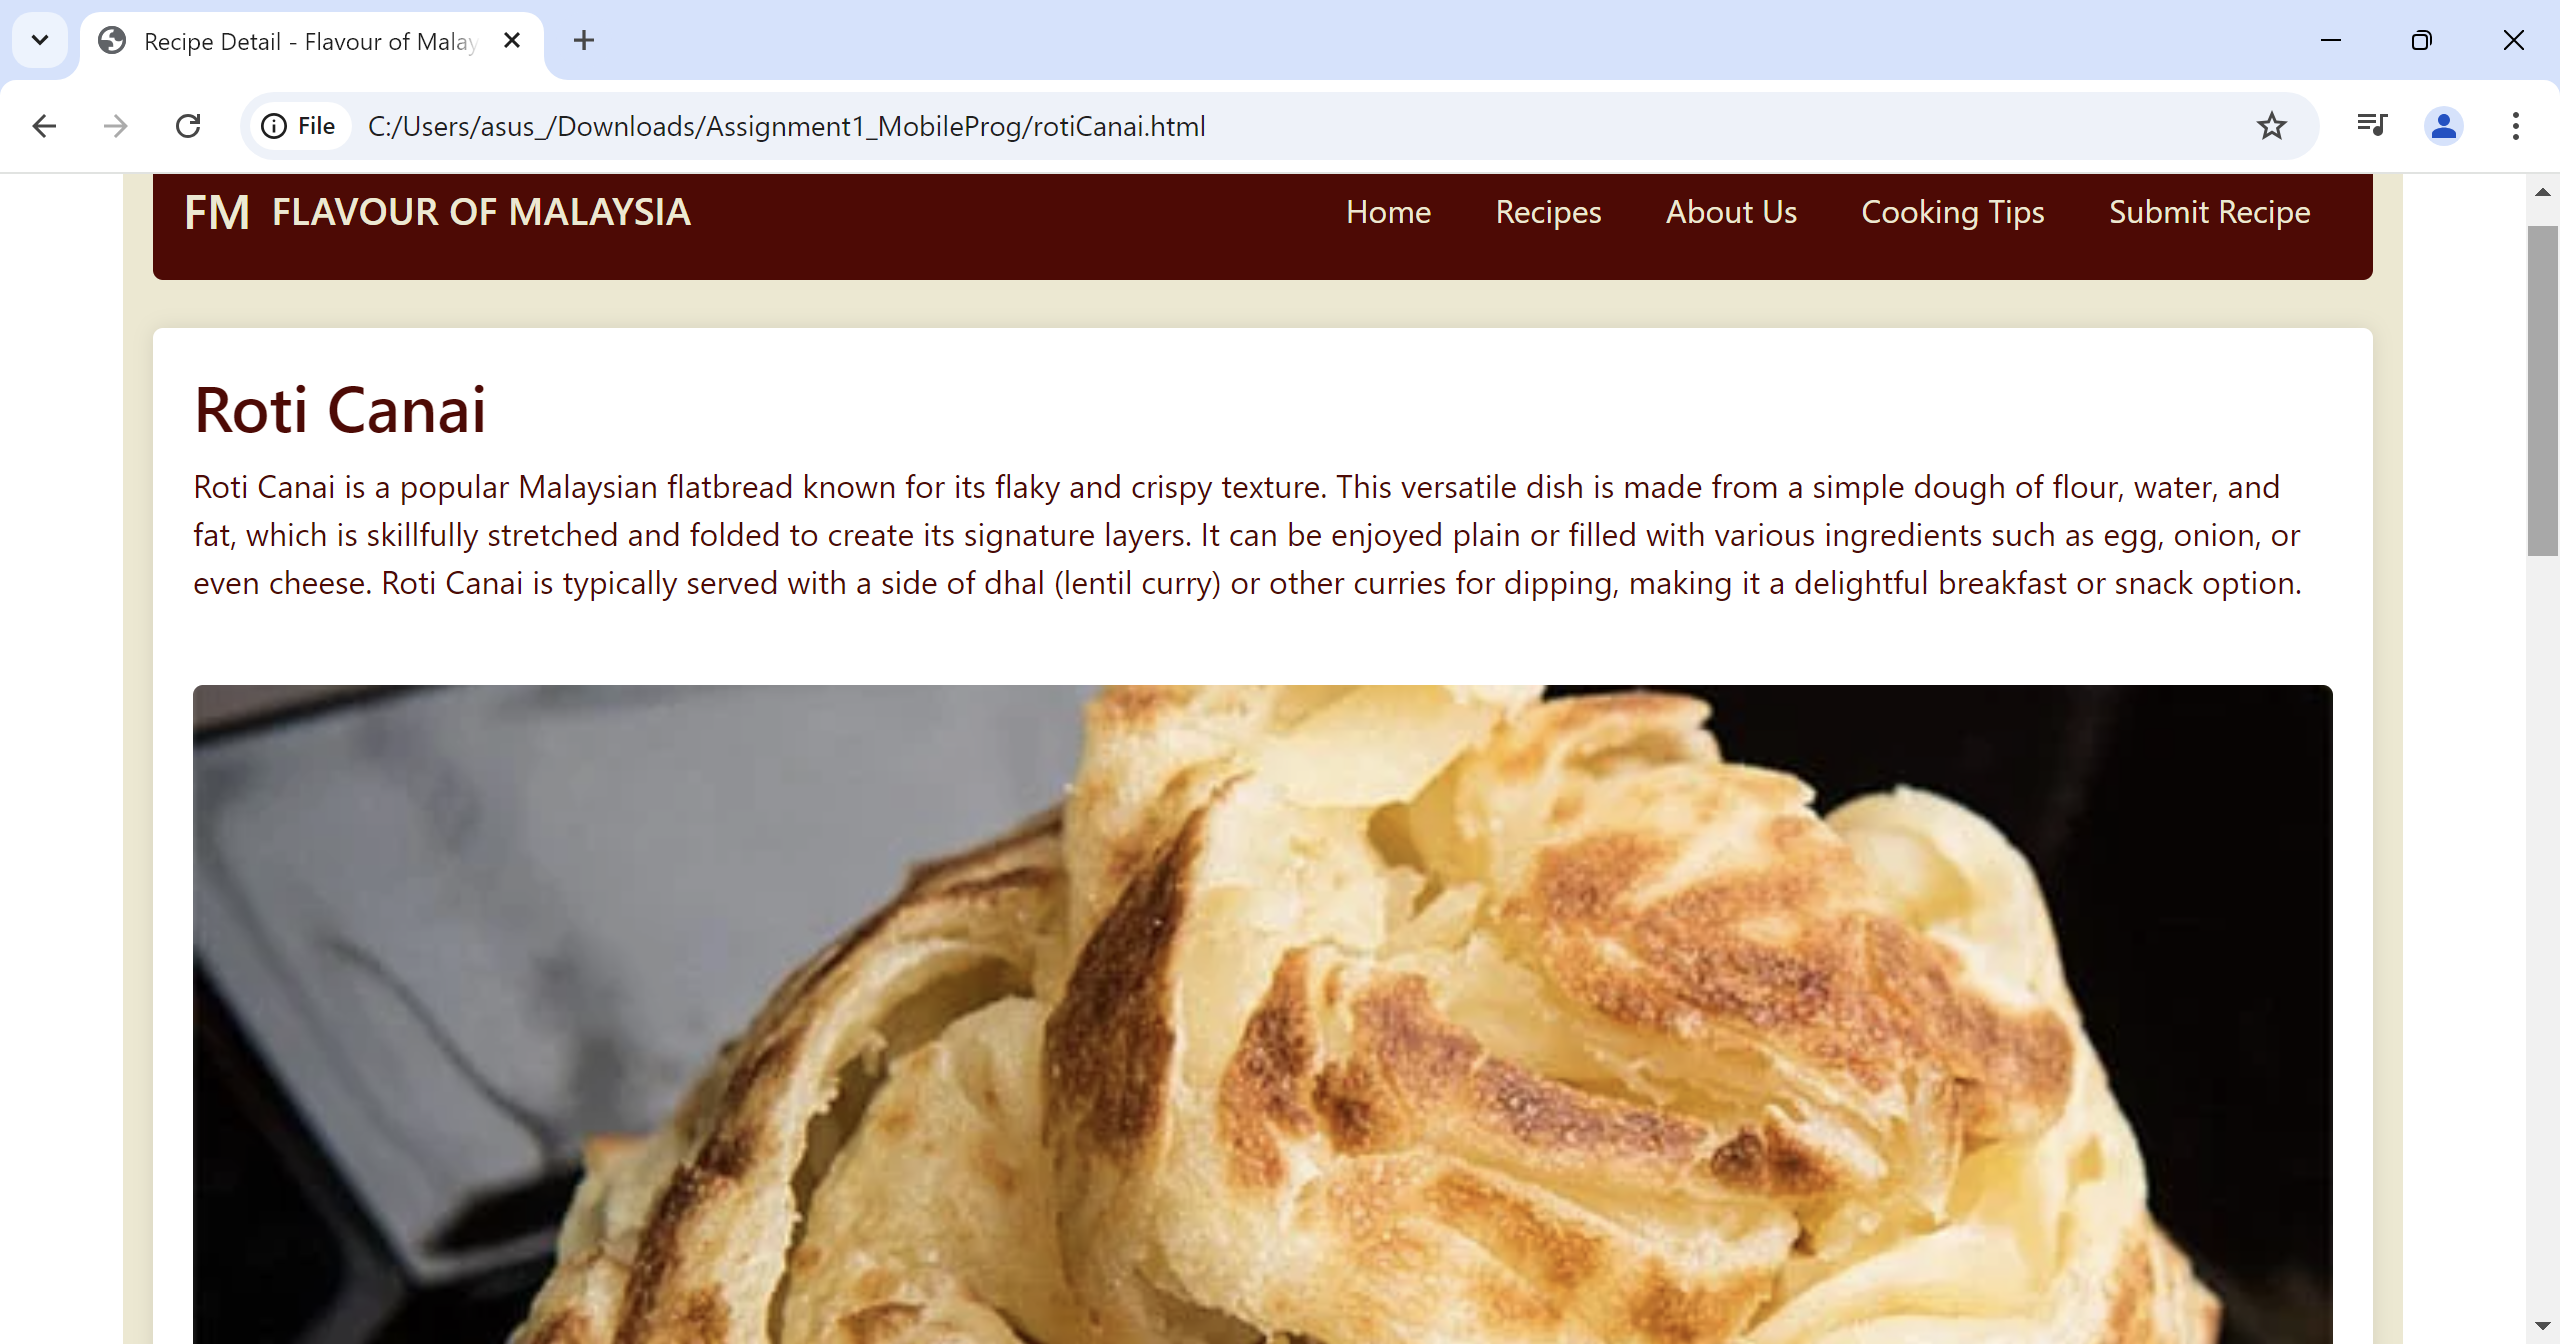 Recipe Detail - Flavour of Malay
File C:/Users/asus_/Downloads/Assignment1_MobileProg/rotiCanai.html
FM FLAVOUR OF MALAYSIA Home Recipes About Us Cooking Tips Submit Recipe
Roti Canai
Roti Canai is a popular Malaysian flatbread known for its flaky and crispy texture. This versatile dish is made from a simple dough of flour, water, and
fat, which is skillfully stretched and folded to create its signature layers. It can be enjoyed plain or filled with various ingredients such as egg, onion, or
even cheese. Roti Canai is typically served with a side of dhal (lentil curry) or other curries for dipping, making it a delightful breakfast or snack option.